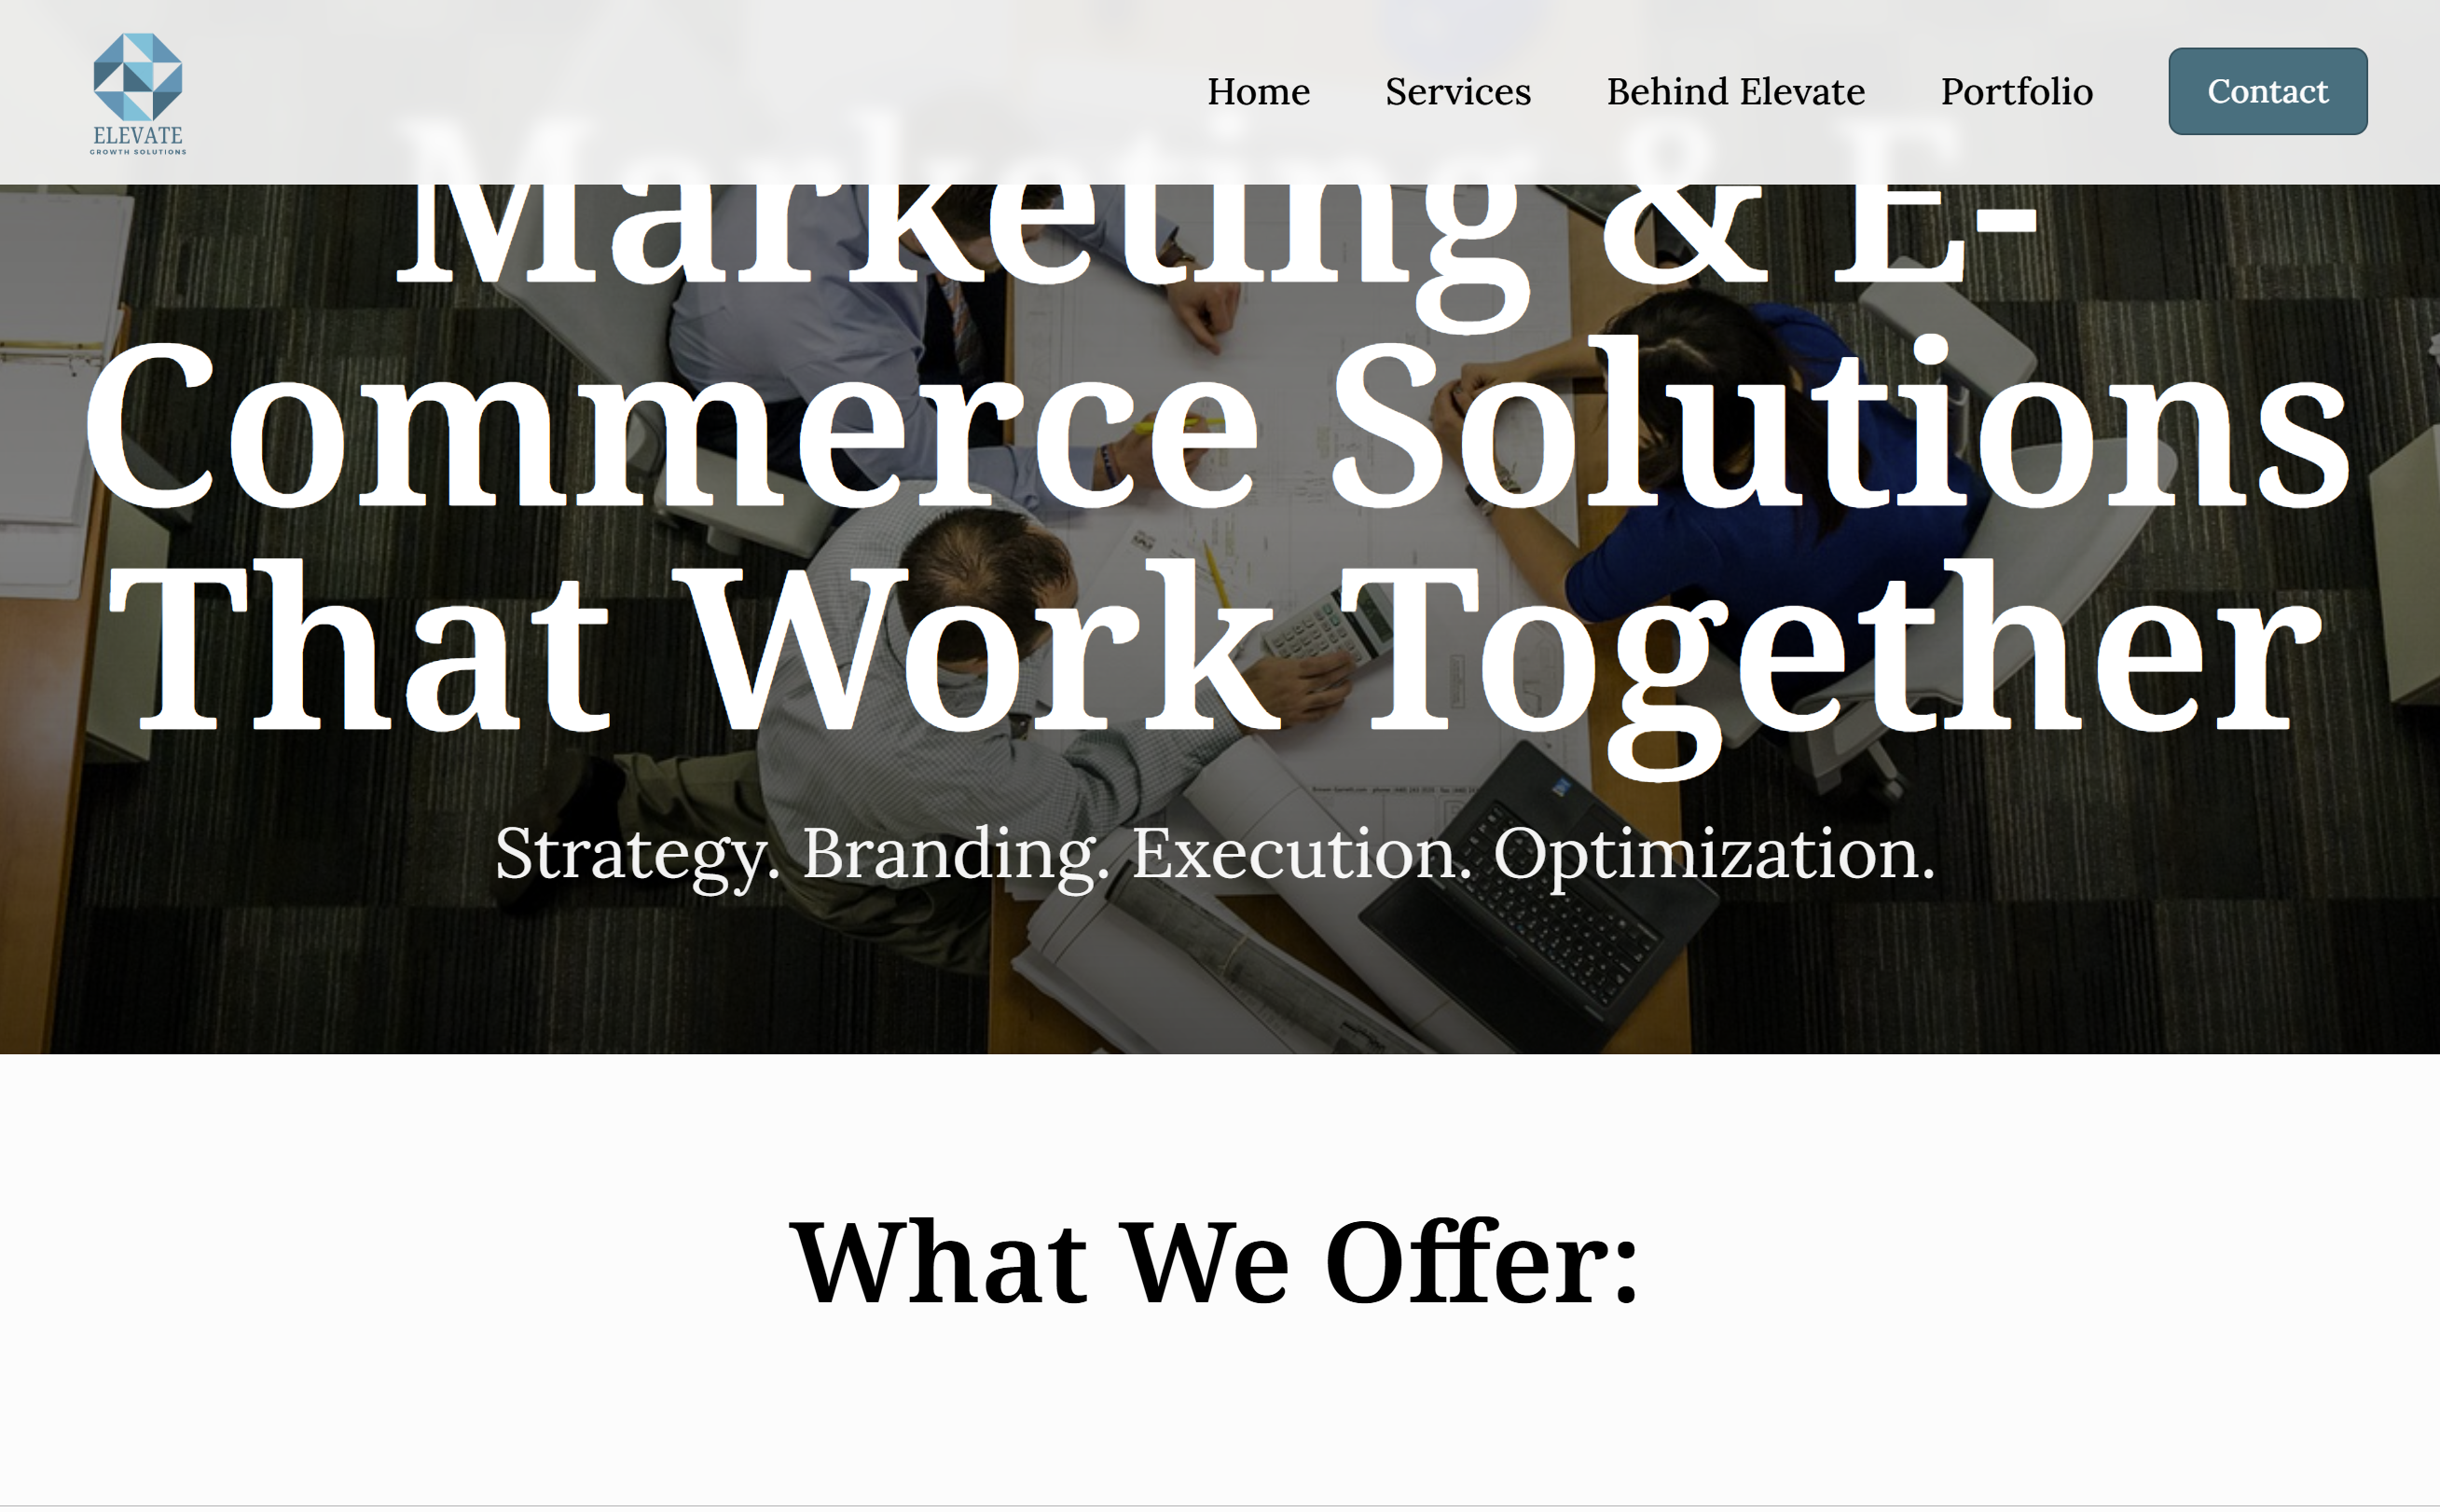 ELEVATE
GROWTH SOLUTIONS
Home Services Behind Elevate Portfolio Contact
Marketing & E-
Commerce Solutions
That Work Together
Strategy. Branding. Execution. Optimization.
What We Offer: